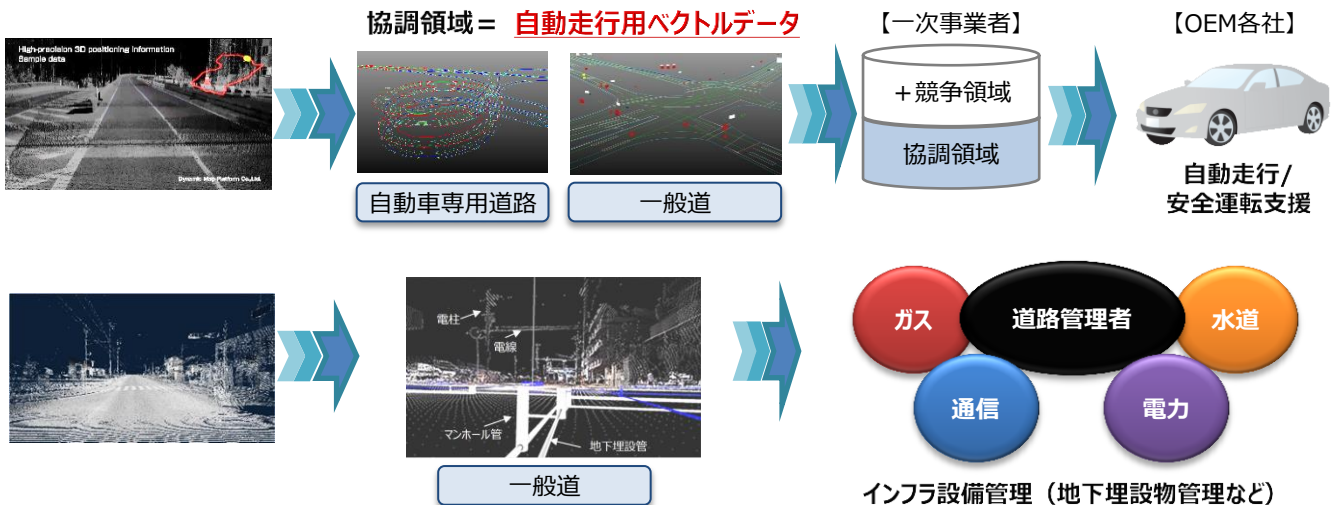 協調領域＝ 自動走行用ベクトルデータ
【一次事業者】
【OEM各社】
High-precision 3D positioning information
Sample data
Dynamic Map Platform Co.,Ltd.
＋競争領域
協調領域
自動車専用道路
一般道
自動走行/
安全運転支援
電柱
電線
マンホール管
地下埋設管
一般道
ガス
道路管理者
水道
通信
電力
インフラ設備管理（地下埋設物管理など）